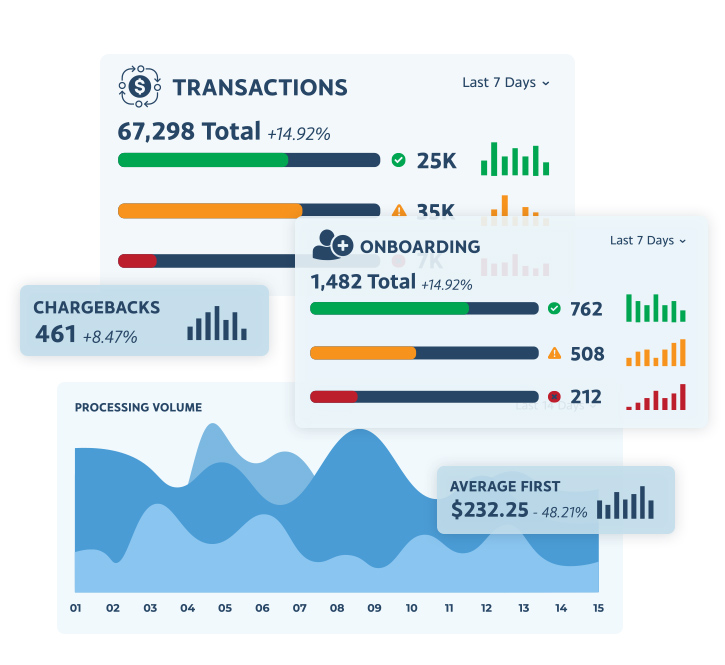 TRANSACTIONS
Last 7 Days
67,298 Total +14.92%
25K
35K
7K
ONBOARDING
Last 7 Days
1,482 Total +14.92%
762
508
212
CHARGEBACKS
461 +8.47%
PROCESSING VOLUME
Last 14 Days
AVERAGE FIRST
$232.25 - 48.21%
01 02 03 04 05 06 07 08 09 10 11 12 13 14 15